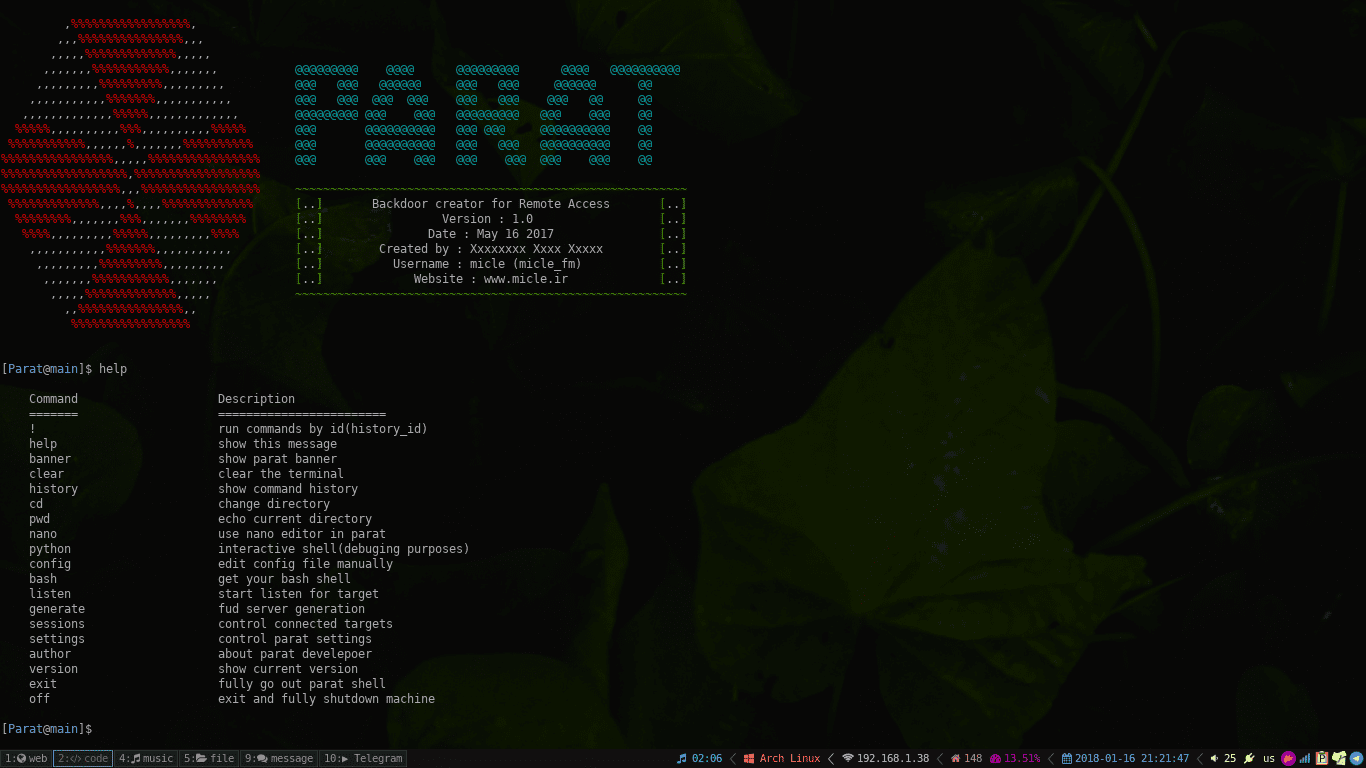 PARAT
[..] Backdoor creator for Remote Access [..]
[..] Version : 1.0 [..]
[..] Date : May 16 2017 [..]
[..] Created by : Xxxxxxxx Xxxx Xxxxx [..]
[..] Username : micle (micle_fm) [..]
[..] Website : www.micle.ir [..]
[Parat@main]$ help
Command Description
======= ========================
! run commands by id(history_id)
help show this message
banner show parat banner
clear clear the terminal
history show command history
cd change directory
pwd echo current directory
nano use nano editor in parat
python interactive shell(debuging purposes)
config edit config file manually
bash get your bash shell
listen start listen for target
generate fud server generation
sessions control connected targets
settings control parat settings
author about parat develepoer
version show current version
exit fully go out parat shell
off exit and fully shutdown machine
[Parat@main]$
1: web 2: </> code 4: music 5: file 9: message 10: Telegram 02:06 Arch Linux 192.168.1.38 148 13.51% 2018-01-16 21:21:47 25 us